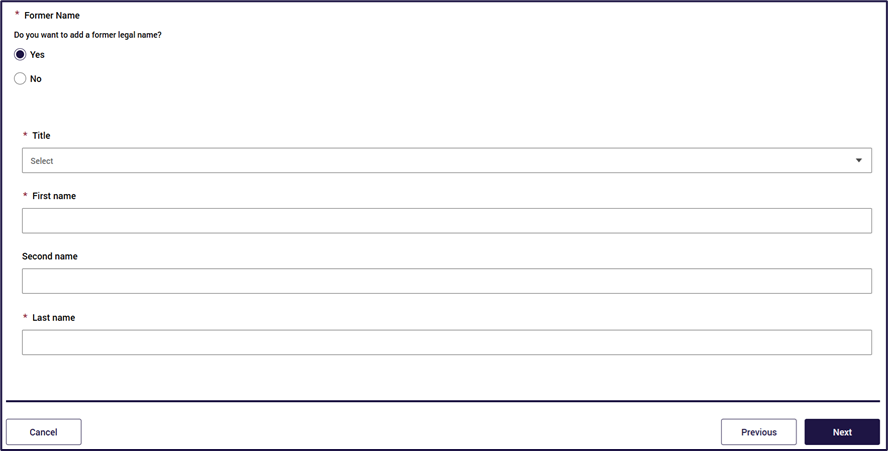 * Former Name
Do you want to add a former legal name?
Yes
No
* Title
Select
* First name
Second name
* Last name
Cancel
Previous
Next